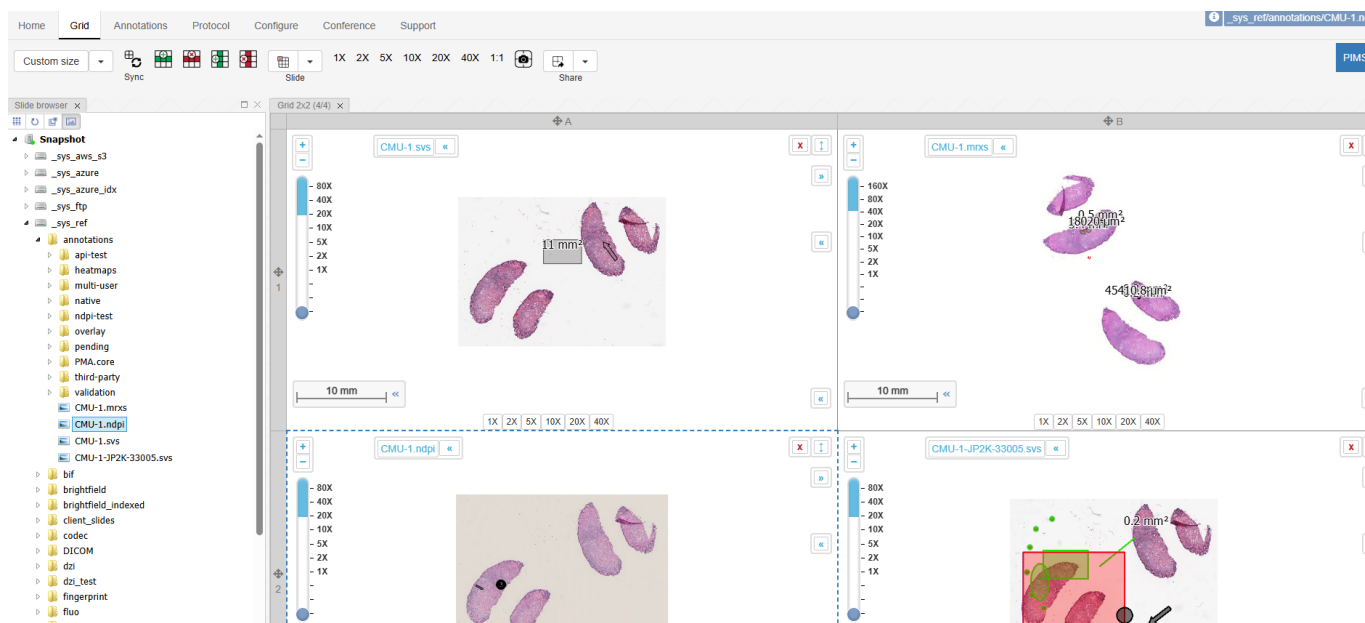 Home Grid Annotations Protocol Configure Conference Support
_sys_ref/annotations/CMU-1.n
Custom size
Sync
Slide
1X 2X 5X 10X 20X 40X 1:1
Share
PIMS
Slide browser x
Grid 2x2 (4/4) x
Snapshot
_sys_aws_s3
_sys_azure
_sys_azure_idx
_sys_ftp
_sys_ref
annotations
api-test
heatmaps
multi-user
native
ndpi-test
overlay
pending
PMA.core
third-party
validation
CMU-1.mrxs
CMU-1.ndpi
CMU-1.svs
CMU-1-JP2K-33005.svs
bif
brightfield
brightfield_indexed
client_slides
codec
DICOM
dzi
dzi_test
fingerprint
fluo
A
B
1
2
+
−
CMU-1.svs «
x
»
«
80X
40X
20X
10X
5X
2X
1X
11 mm²
10 mm «
«
1X 2X 5X 10X 20X 40X
+
−
CMU-1.mrxs «
x
160X
80X
40X
20X
10X
5X
2X
1X
0.5 mm²
10 mm «
1X 2X 5X 10X 20X 40X
+
−
CMU-1.ndpi «
x
»
«
80X
40X
20X
10X
5X
2X
1X
+
−
CMU-1-JP2K-33005.svs «
x
80X
40X
20X
10X
5X
2X
1X
0.2 mm²